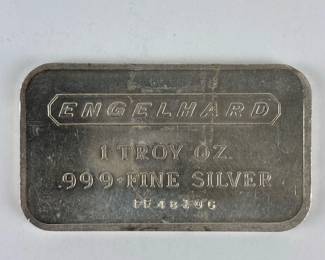 ENGELHARD
1 TROY OZ.
.999+FINE SILVER